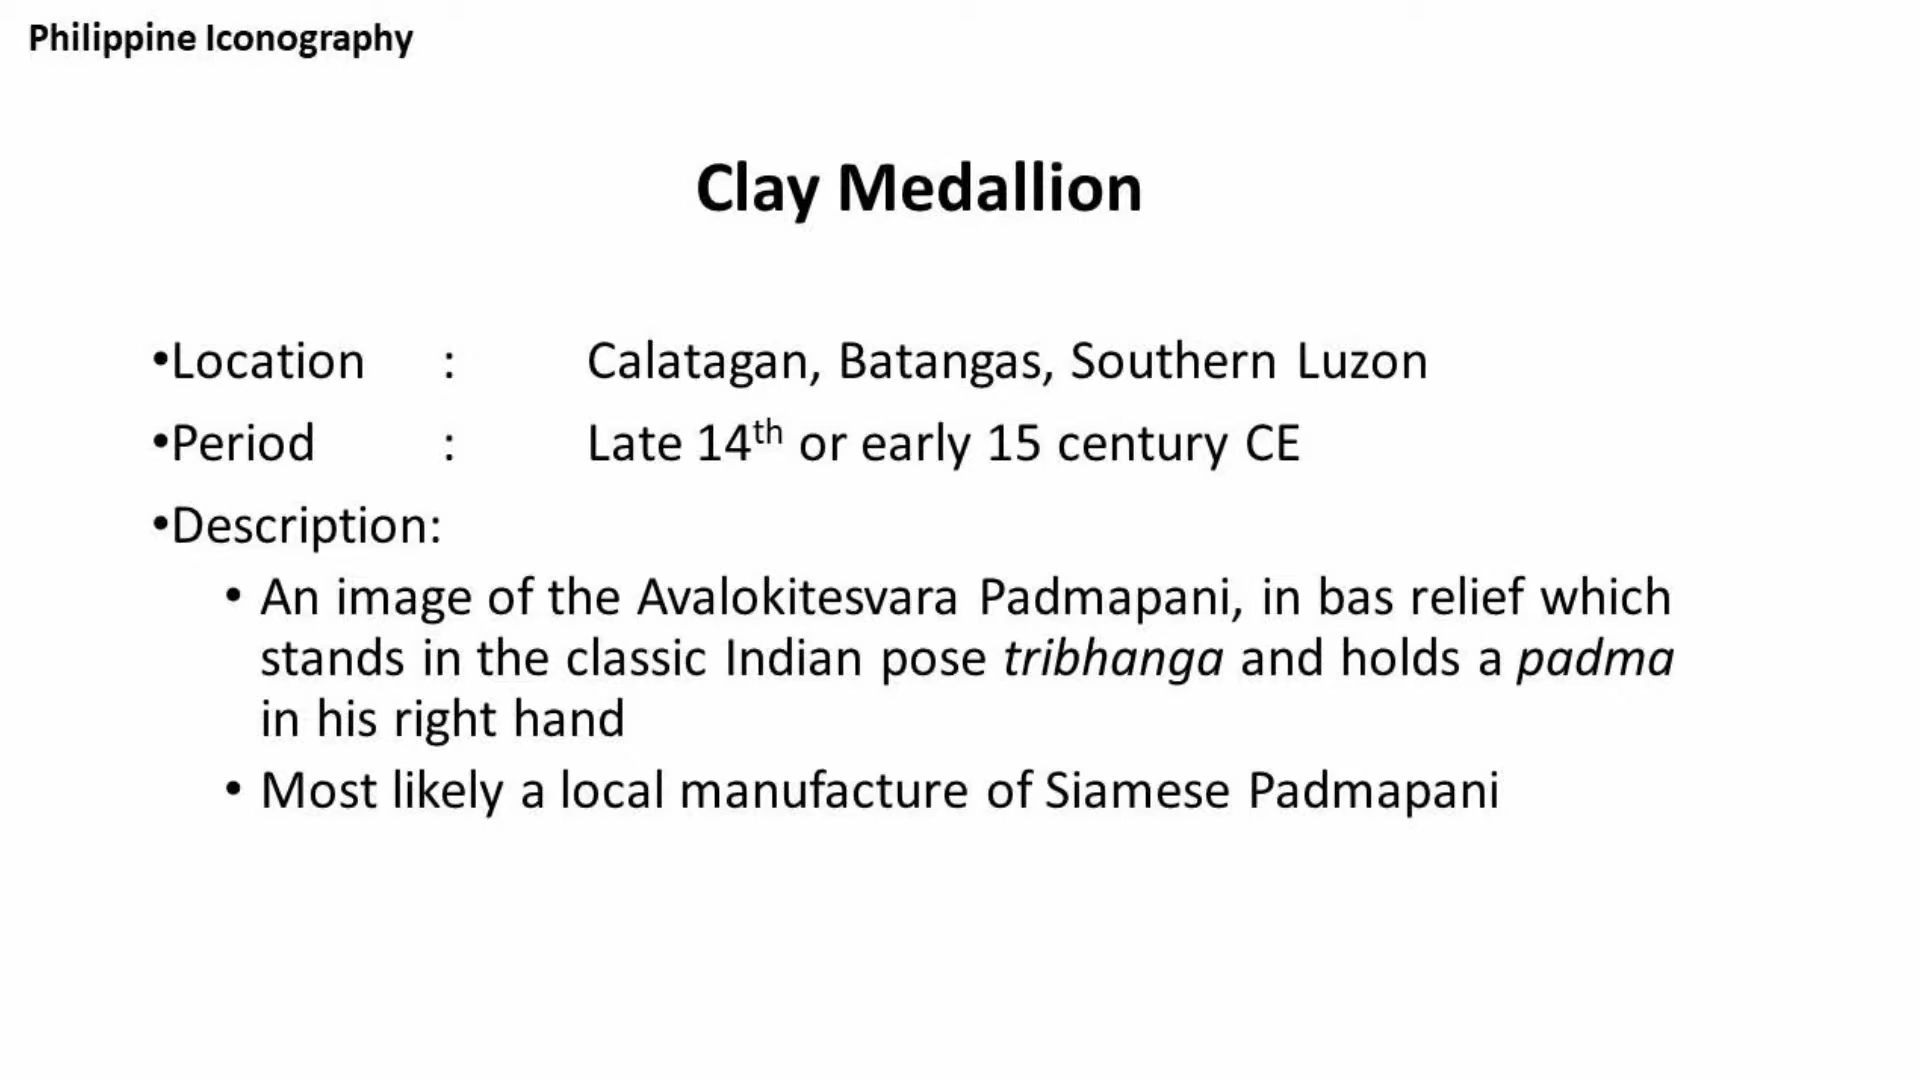 Philippine Iconography
Clay Medallion
•Location : Calatagan, Batangas, Southern Luzon
•Period : Late 14th or early 15 century CE
•Description:
• An image of the Avalokitesvara Padmapani, in bas relief which
stands in the classic Indian pose tribhanga and holds a padma
in his right hand
• Most likely a local manufacture of Siamese Padmapani